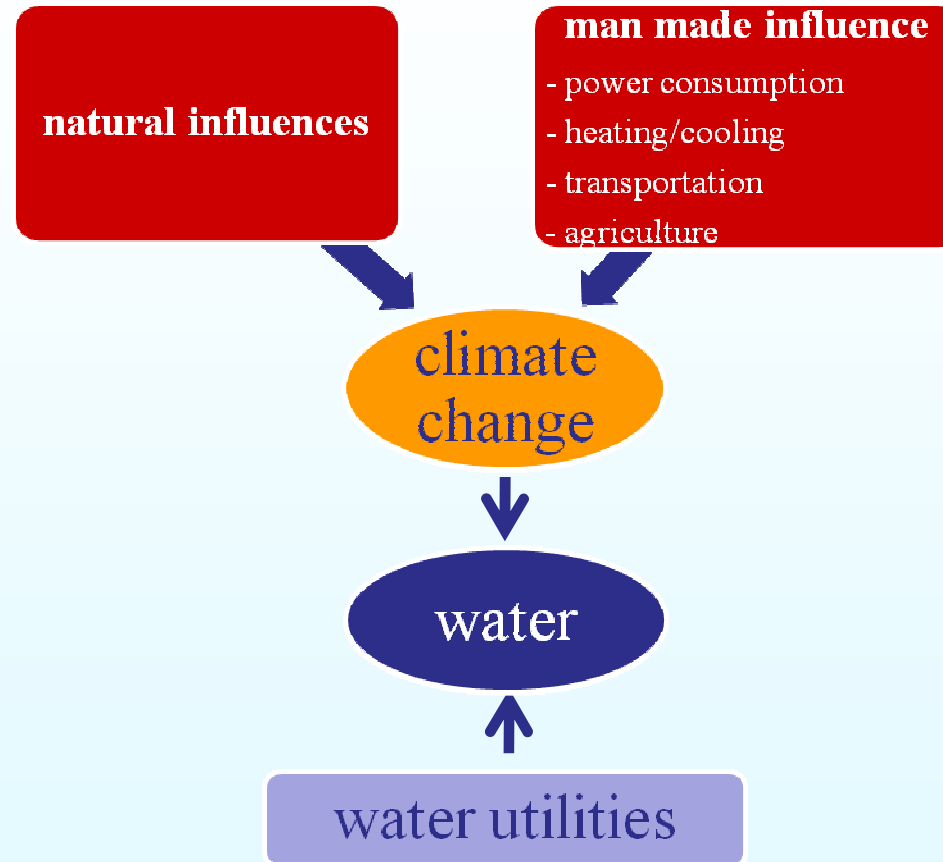 natural influences
man made influence
- power consumption
- heating/cooling
- transportation
- agriculture
climate
change
water
water utilities